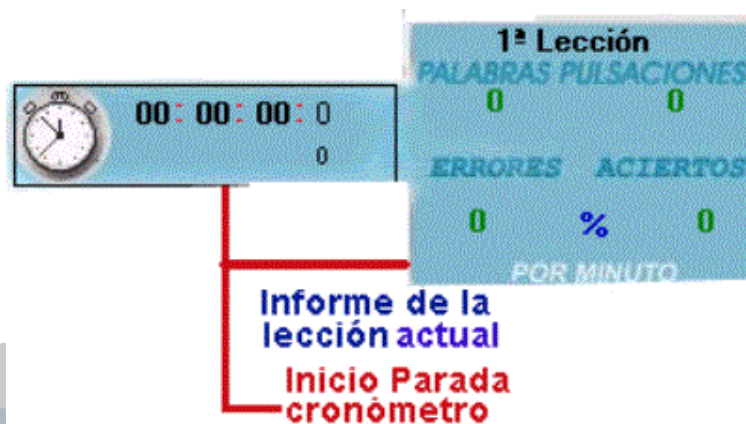 1ª Lección
PALABRAS PULSACIONES
0 0
00: 00: 00: 0
0
ERRORES ACIERTOS
0 % 0
POR MINUTO
Informe de la
lección actual
Inicio Parada
cronómetro